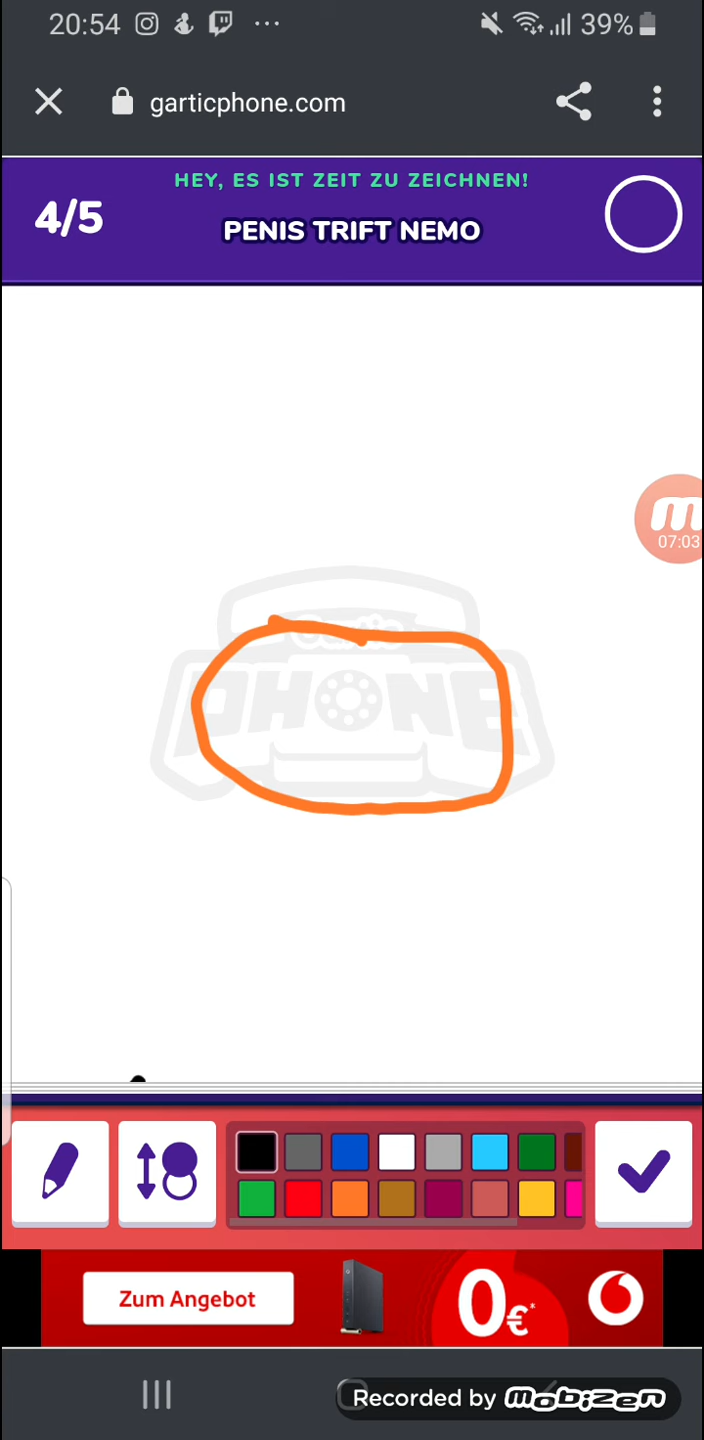 20:54
39%
garticphone.com
HEY, ES IST ZEIT ZU ZEICHNEN!
4/5
PENIS TRIFT NEMO
07:03
Gartic
PHONE
Zum Angebot
0€*
Recorded by mobizen